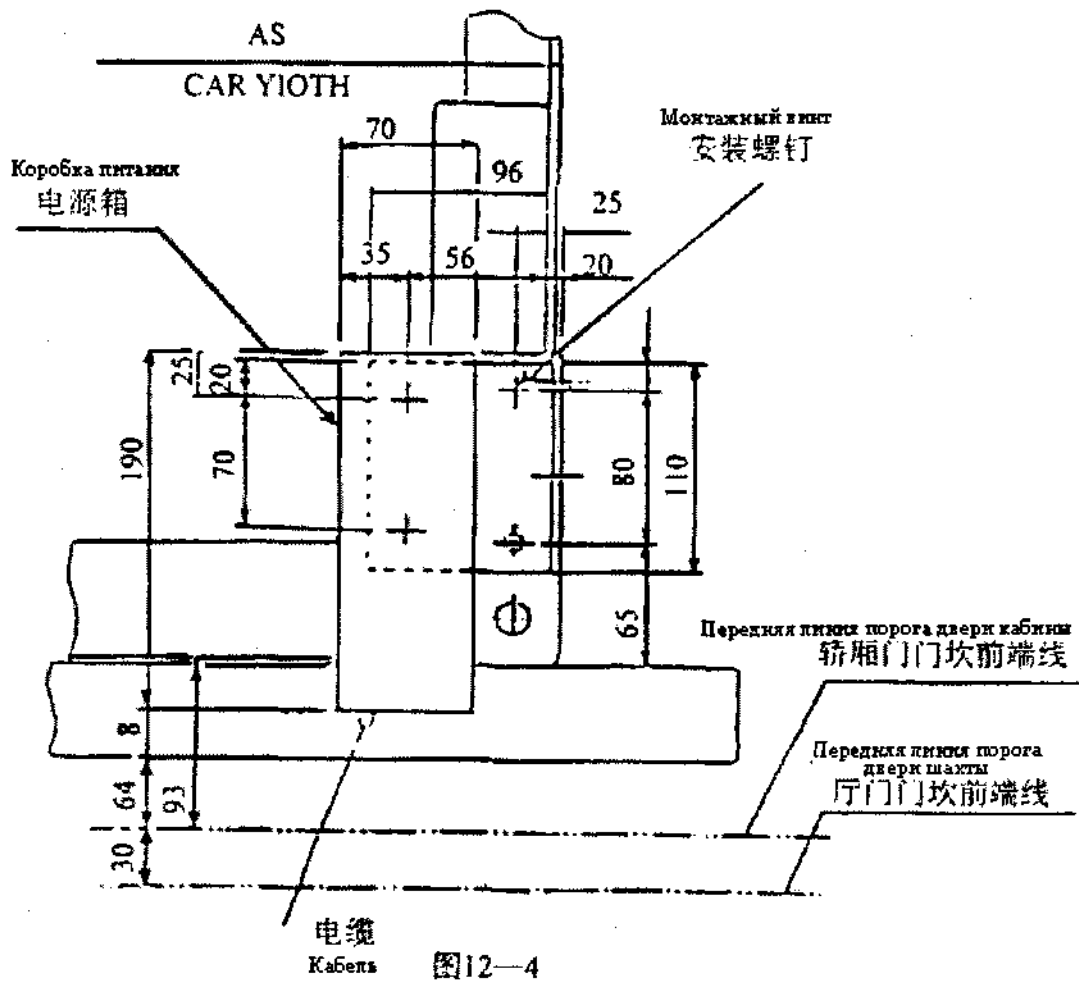 AS
CAR YIOTH
70
Монтажный винт
安装螺钉
Коробка питания
电源箱
96
25
35
56
20
25
20
190
70
80
110
65
Передняя линия порога двери кабины
轿厢门门坎前端线
8
Передняя линия порога
двери шахты
厅门门坎前端线
64
93
30
电缆
Кабель
图12—4